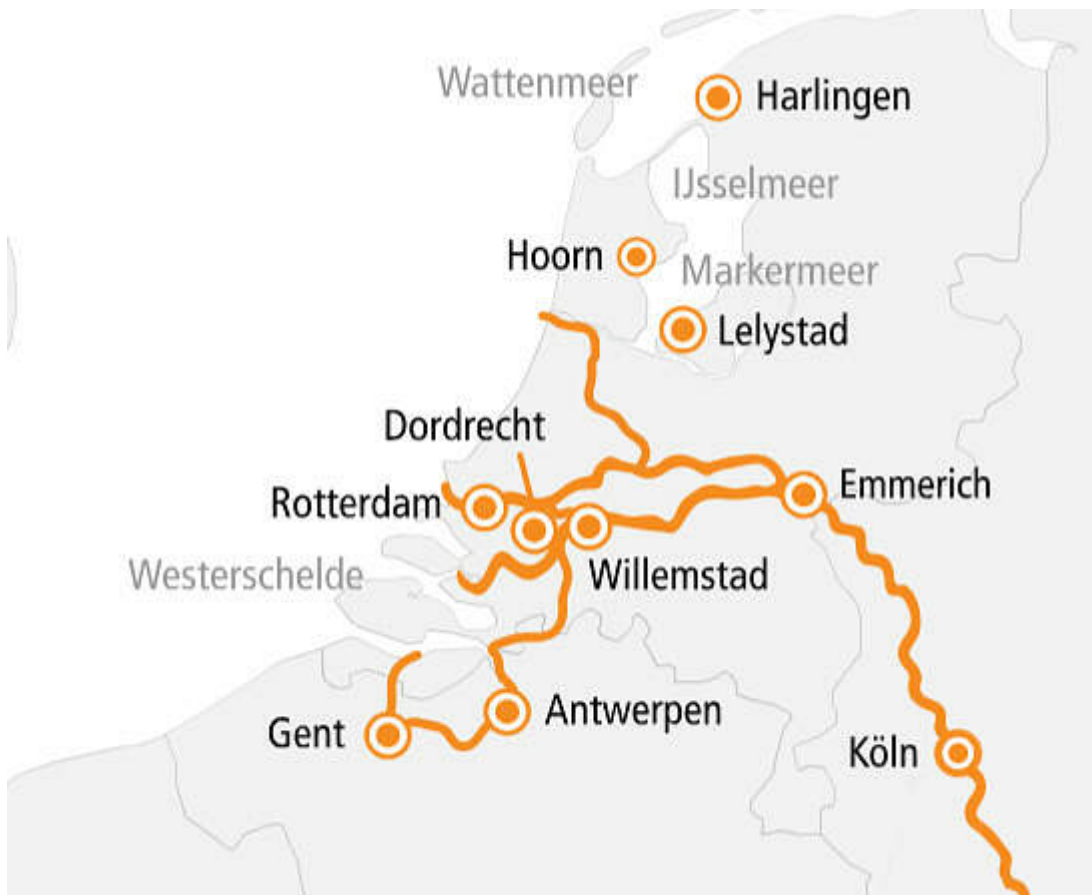 Wattenmeer
Harlingen
IJsselmeer
Hoorn
Markermeer
Lelystad
Dordrecht
Emmerich
Rotterdam
Westerschelde
Willemstad
Antwerpen
Gent
Köln